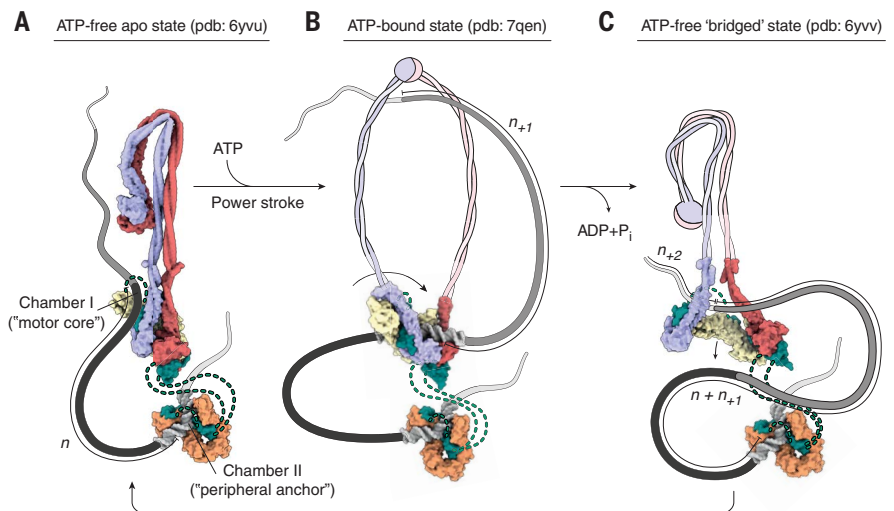 A ATP-free apo state (pdb: 6yvu)
B ATP-bound state (pdb: 7qen)
C ATP-free ‘bridged’ state (pdb: 6yvv)
n+1
ATP
Power stroke
ADP+Pi
n+2
Chamber I
("motor core")
n
n + n+1
Chamber II
("peripheral anchor")